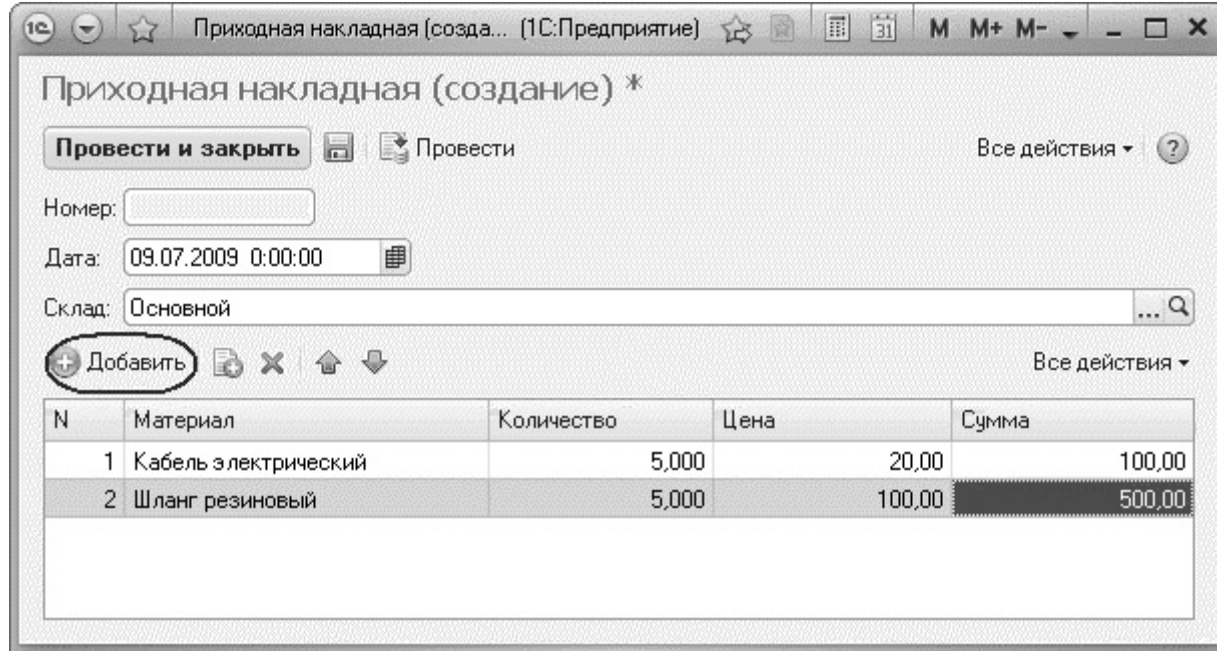 1С Приходная накладная (созда... (1С:Предприятие) 31 M M+ M-
Приходная накладная (создание) *
Провести и закрыть Провести Все действия ?
Номер:
Дата: 09.07.2009 0:00:00
Склад: Основной ...
Добавить Все действия
N Материал Количество Цена Сумма
1 Кабель электрический 5,000 20,00 100,00
2 Шланг резиновый 5,000 100,00 500,00